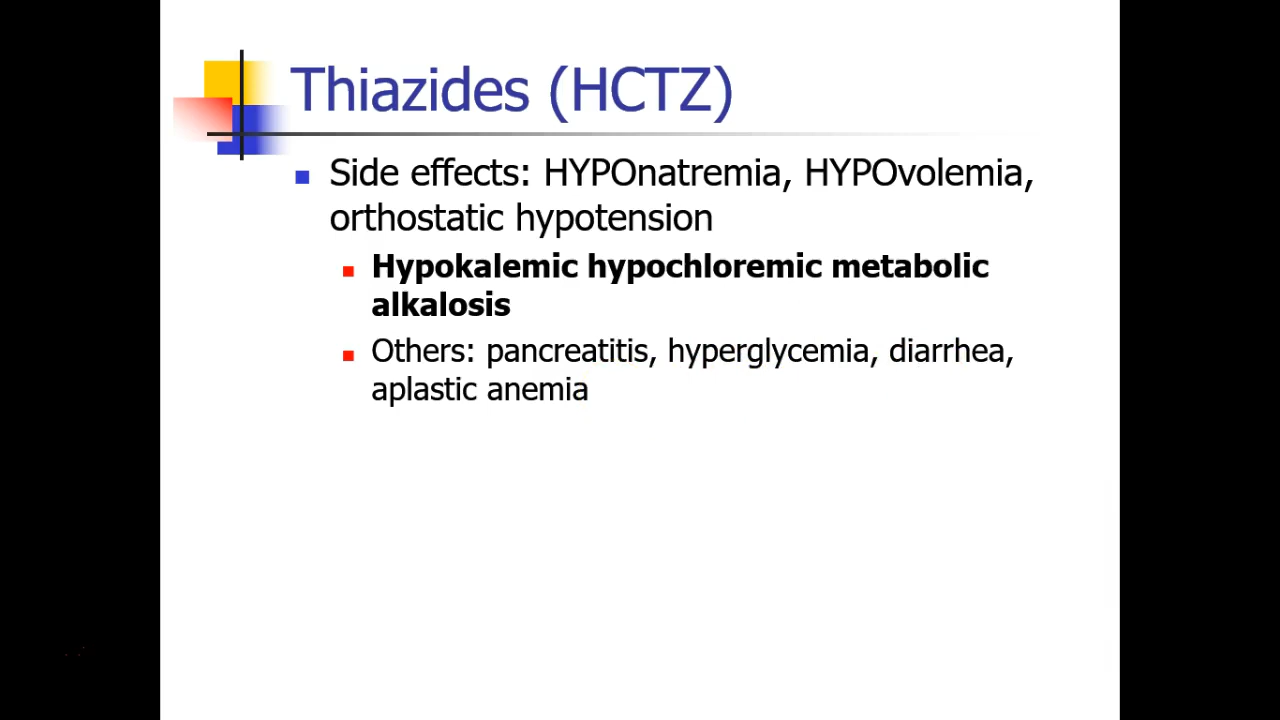 Thiazides (HCTZ)
Side effects: HYPOnatremia, HYPOvolemia,
orthostatic hypotension
Hypokalemic hypochloremic metabolic
alkalosis
Others: pancreatitis, hyperglycemia, diarrhea,
aplastic anemia